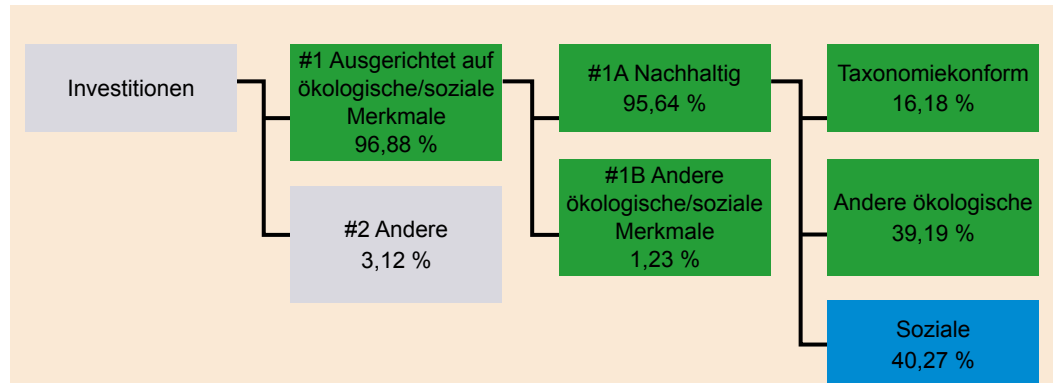 Investitionen
#1 Ausgerichtet auf
ökologische/soziale
Merkmale
96,88 %
#2 Andere
3,12 %
#1A Nachhaltig
95,64 %
#1B Andere
ökologische/soziale
Merkmale
1,23 %
Taxonomiekonform
16,18 %
Andere ökologische
39,19 %
Soziale
40,27 %